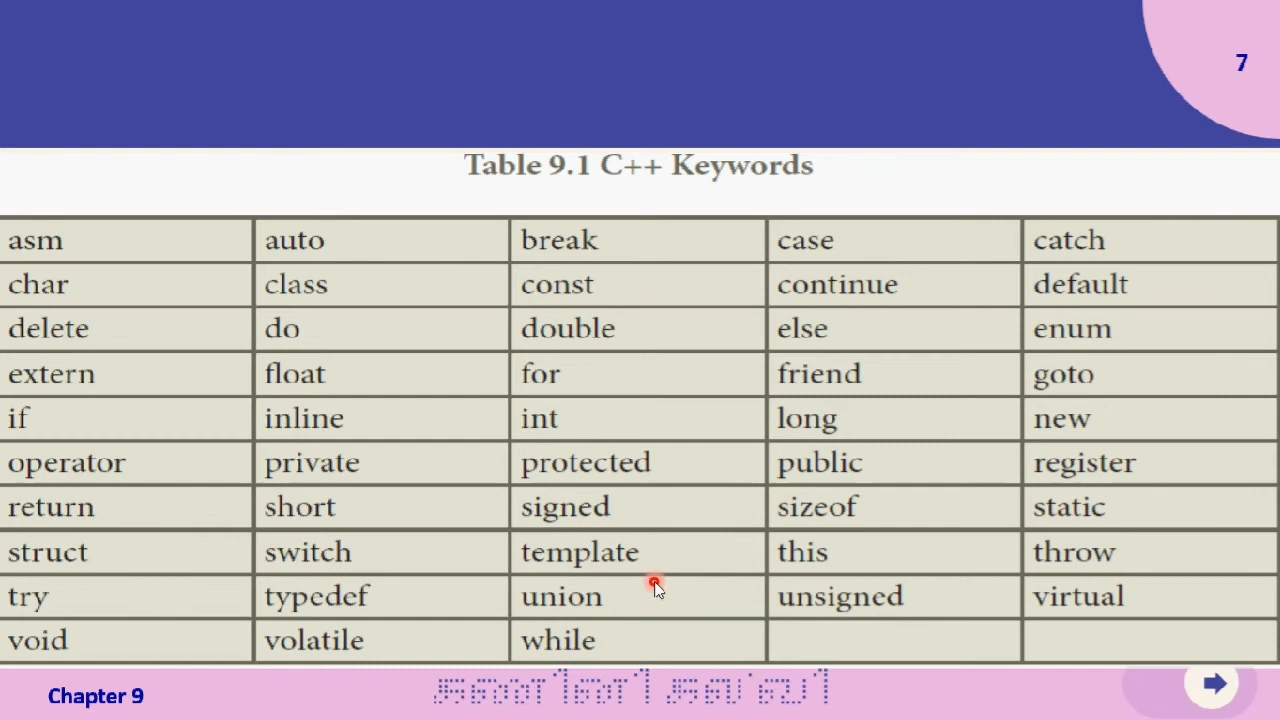 7
Table 9.1 C++ Keywords
asm auto break case catch
char class const continue default
delete do double else enum
extern float for friend goto
if inline int long new
operator private protected public register
return short signed sizeof static
struct switch template this throw
try typedef union unsigned virtual
void volatile while
Chapter 9